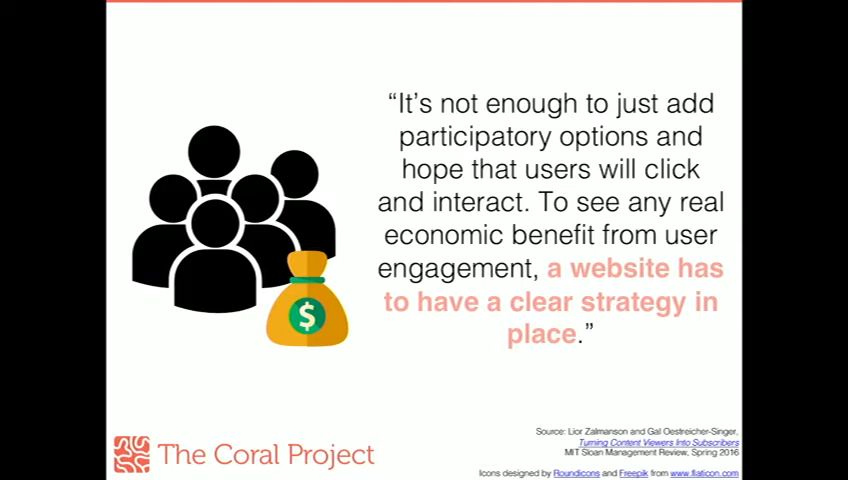 “It’s not enough to just add
participatory options and
hope that users will click
and interact. To see any real
economic benefit from user
engagement, a website has
to have a clear strategy in
place.”
$
Source: Lior Zalmanson and Gal Oestreicher-Singer,
Turning Content Viewers Into Subscribers
MIT Sloan Management Review, Spring 2016
The Coral Project
Icons designed by Roundicons and Freepik from www.flaticon.com